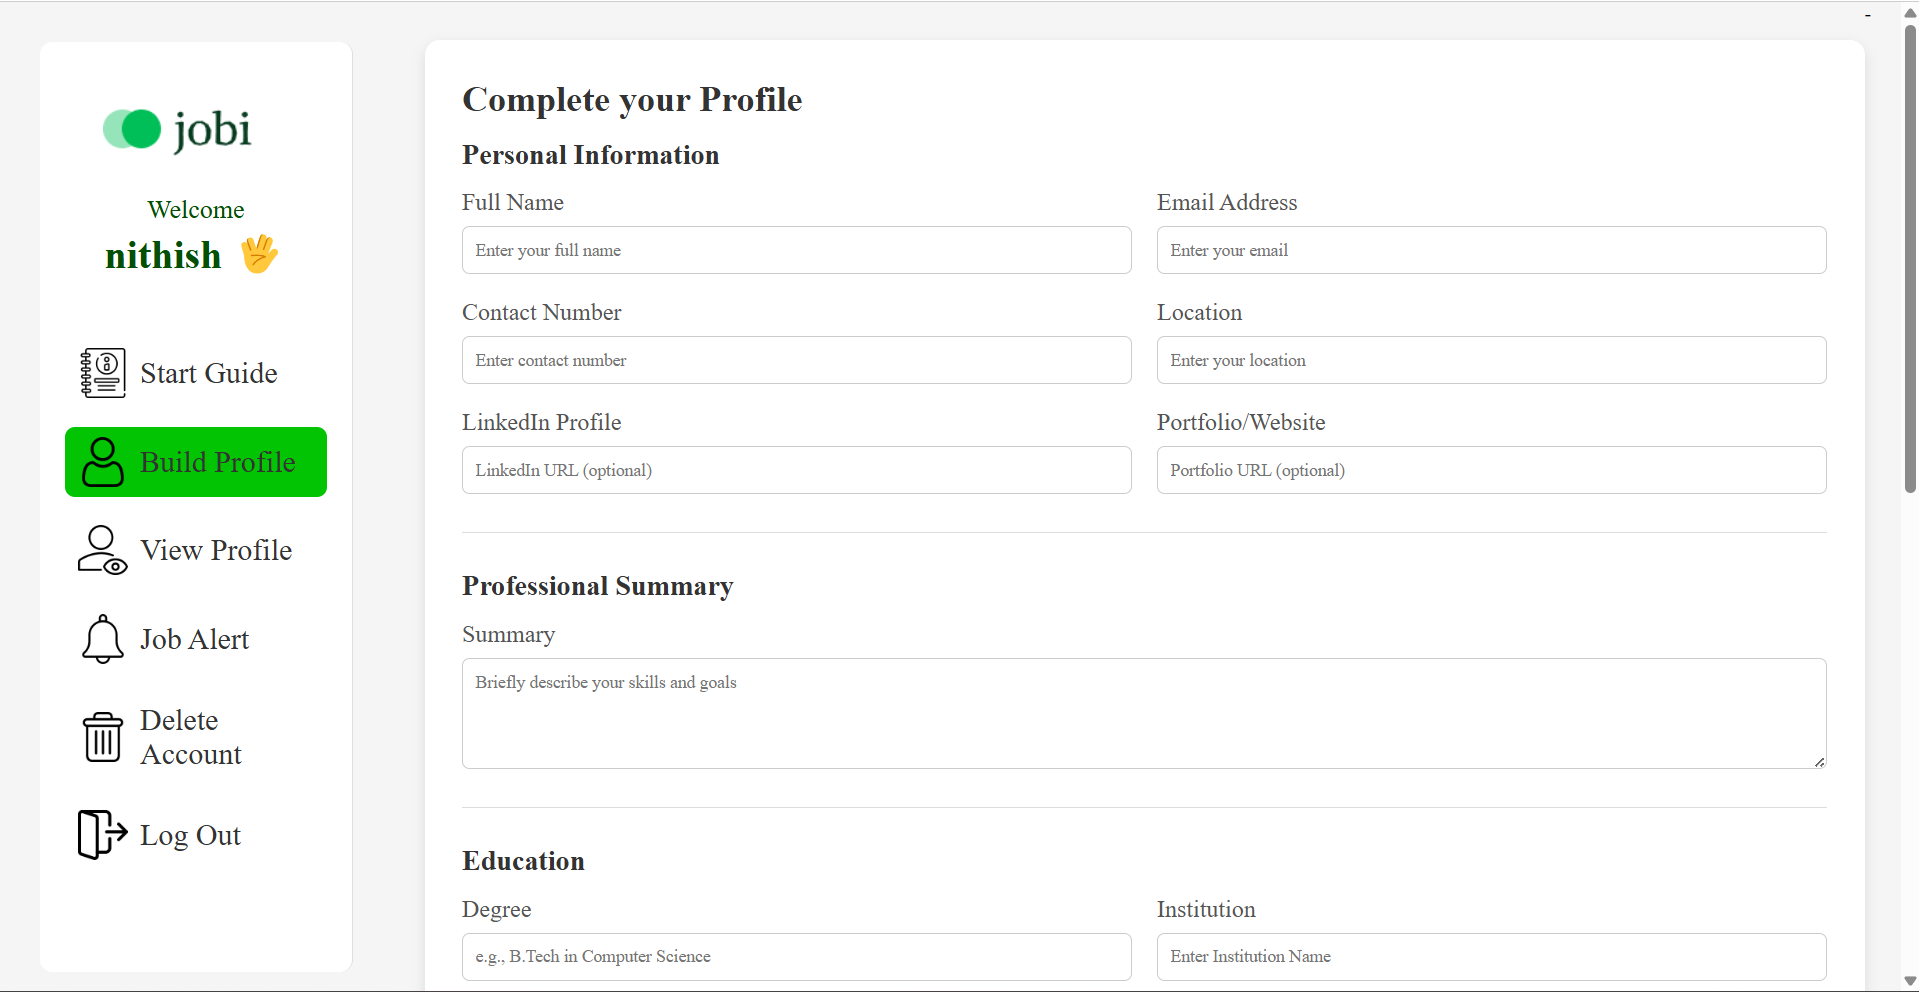 -
jobi
Welcome
nithish 🖖
Start Guide
Build Profile
View Profile
Job Alert
Delete
Account
Log Out
Complete your Profile
Personal Information
Full Name
Enter your full name
Email Address
Enter your email
Contact Number
Enter contact number
Location
Enter your location
LinkedIn Profile
LinkedIn URL (optional)
Portfolio/Website
Portfolio URL (optional)
Professional Summary
Summary
Briefly describe your skills and goals
Education
Degree
e.g., B.Tech in Computer Science
Institution
Enter Institution Name